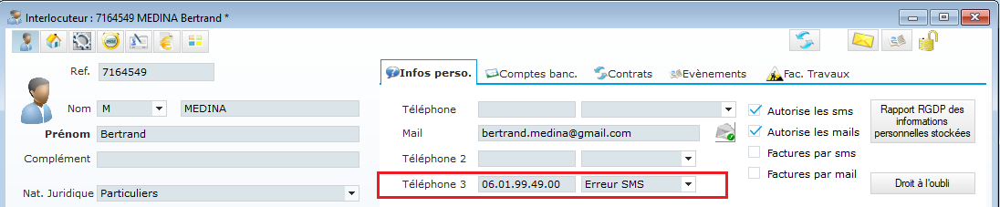 Interlocuteur : 7164549 MEDINA Bertrand *
Ref. 7164549
Nom M MEDINA
Prénom Bertrand
Complément
Nat. Juridique Particuliers
Infos perso. Comptes banc. Contrats Evènements Fac. Travaux
Téléphone
Mail bertrand.medina@gmail.com
Téléphone 2
Téléphone 3 06.01.99.49.00 Erreur SMS
Autorise les sms
Autorise les mails
Factures par sms
Factures par mail
Rapport RGDP des
informations
personnelles stockées
Droit à l'oubli